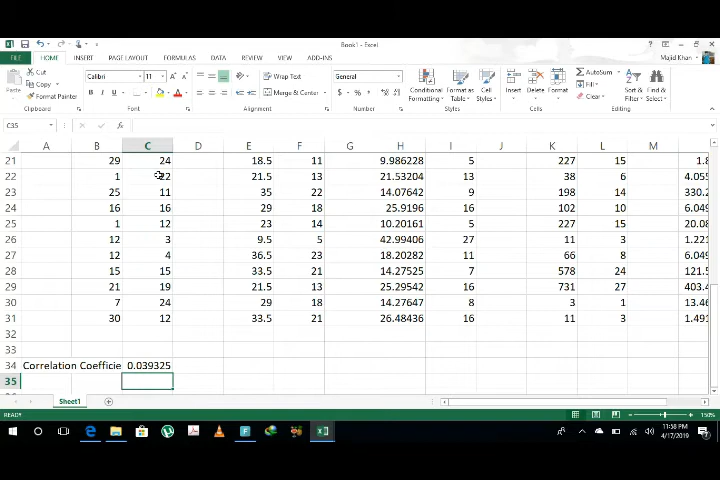 Book1 - Excel
FILE HOME INSERT PAGE LAYOUT FORMULAS DATA REVIEW VIEW ADD-INS Majid Khan
Cut
Copy
Format Painter
Paste
Clipboard
Calibri 11
B I U
Font
Wrap Text
Merge & Center
Alignment
General
$ % ,
Number
Conditional Formatting
Format as Table
Cell Styles
Styles
Insert Delete Format
Cells
AutoSum
Fill
Clear
Sort & Filter
Find & Select
Editing
C35 fx
A B C D E F G H I J K L M
21 29 24 18.5 11 9.986228 5 227 15 1.8
22 1 22 21.5 13 21.53204 13 38 6 4.055
23 25 11 35 22 14.07642 9 198 14 330.2
24 16 16 29 18 25.9196 16 102 10 6.049
25 1 12 23 14 10.20161 5 227 15 20.08
26 12 3 9.5 5 42.99406 27 11 3 1.221
27 12 4 36.5 23 18.20282 11 66 8 6.049
28 15 15 33.5 21 14.27525 7 578 24 121.5
29 21 19 21.5 13 25.29542 16 731 27 403.4
30 7 24 29 18 14.27647 8 3 1 13.46
31 30 12 33.5 21 26.48436 16 11 3 1.491
32
33
34 Correlation Coefficie 0.039325
35
Sheet1
READY 150%
11:58 PM
4/17/2019